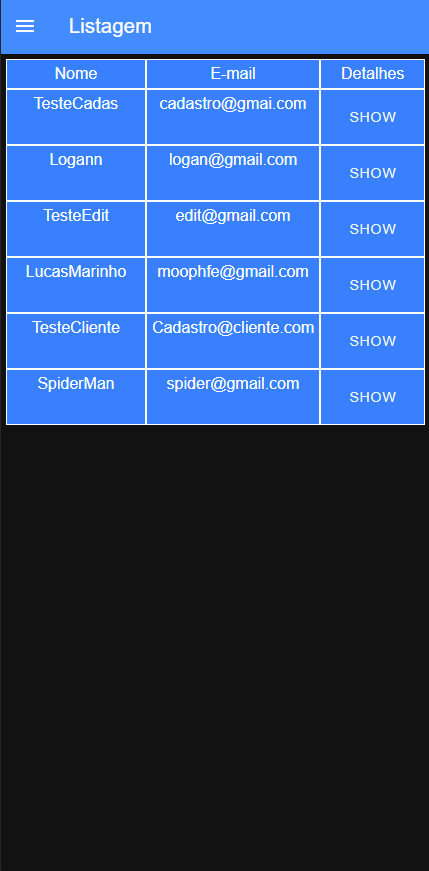 Listagem
Nome E-mail Detalhes
TesteCadas cadastro@gmai.com SHOW
Logann logan@gmail.com SHOW
TesteEdit edit@gmail.com SHOW
LucasMarinho moophfe@gmail.com SHOW
TesteCliente Cadastro@cliente.com SHOW
SpiderMan spider@gmail.com SHOW